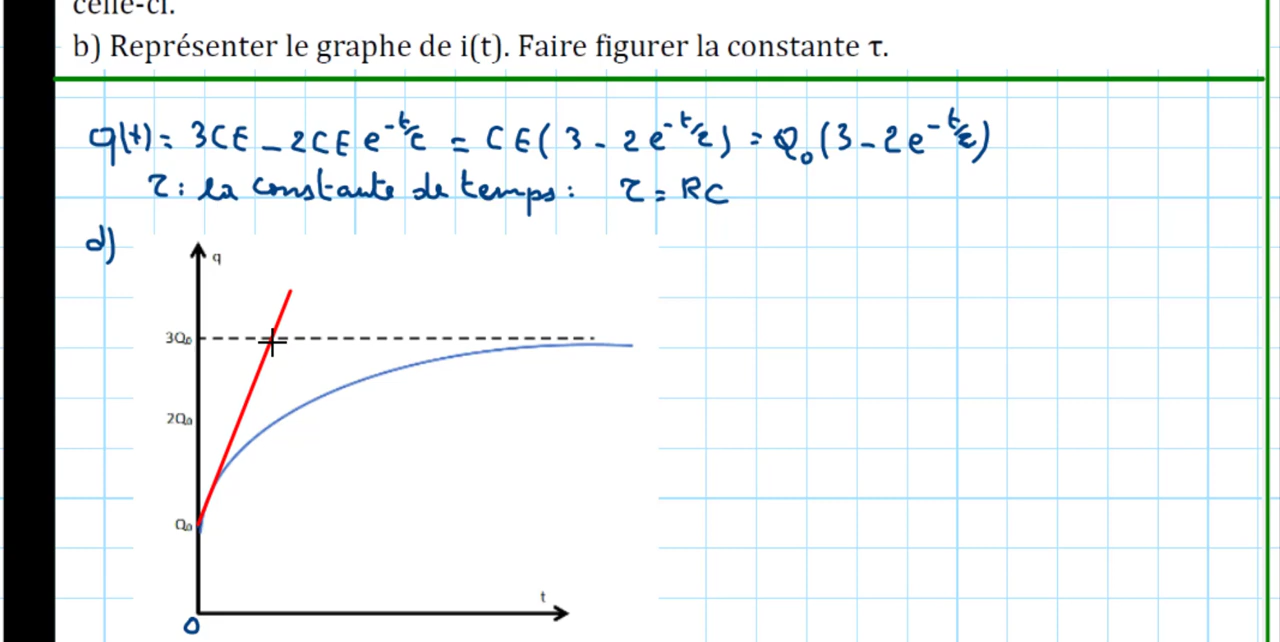 celle-ci.
b) Représenter le graphe de i(t). Faire figurer la constante τ.
q(t) = 3CE - 2CE e^-t/τ = CE(3 - 2e^-t/τ) = Q₀(3 - 2e^-t/τ)
τ : la constante de temps : τ = RC
d)
q
3Q₀
2Q₀
Q₀
t
0